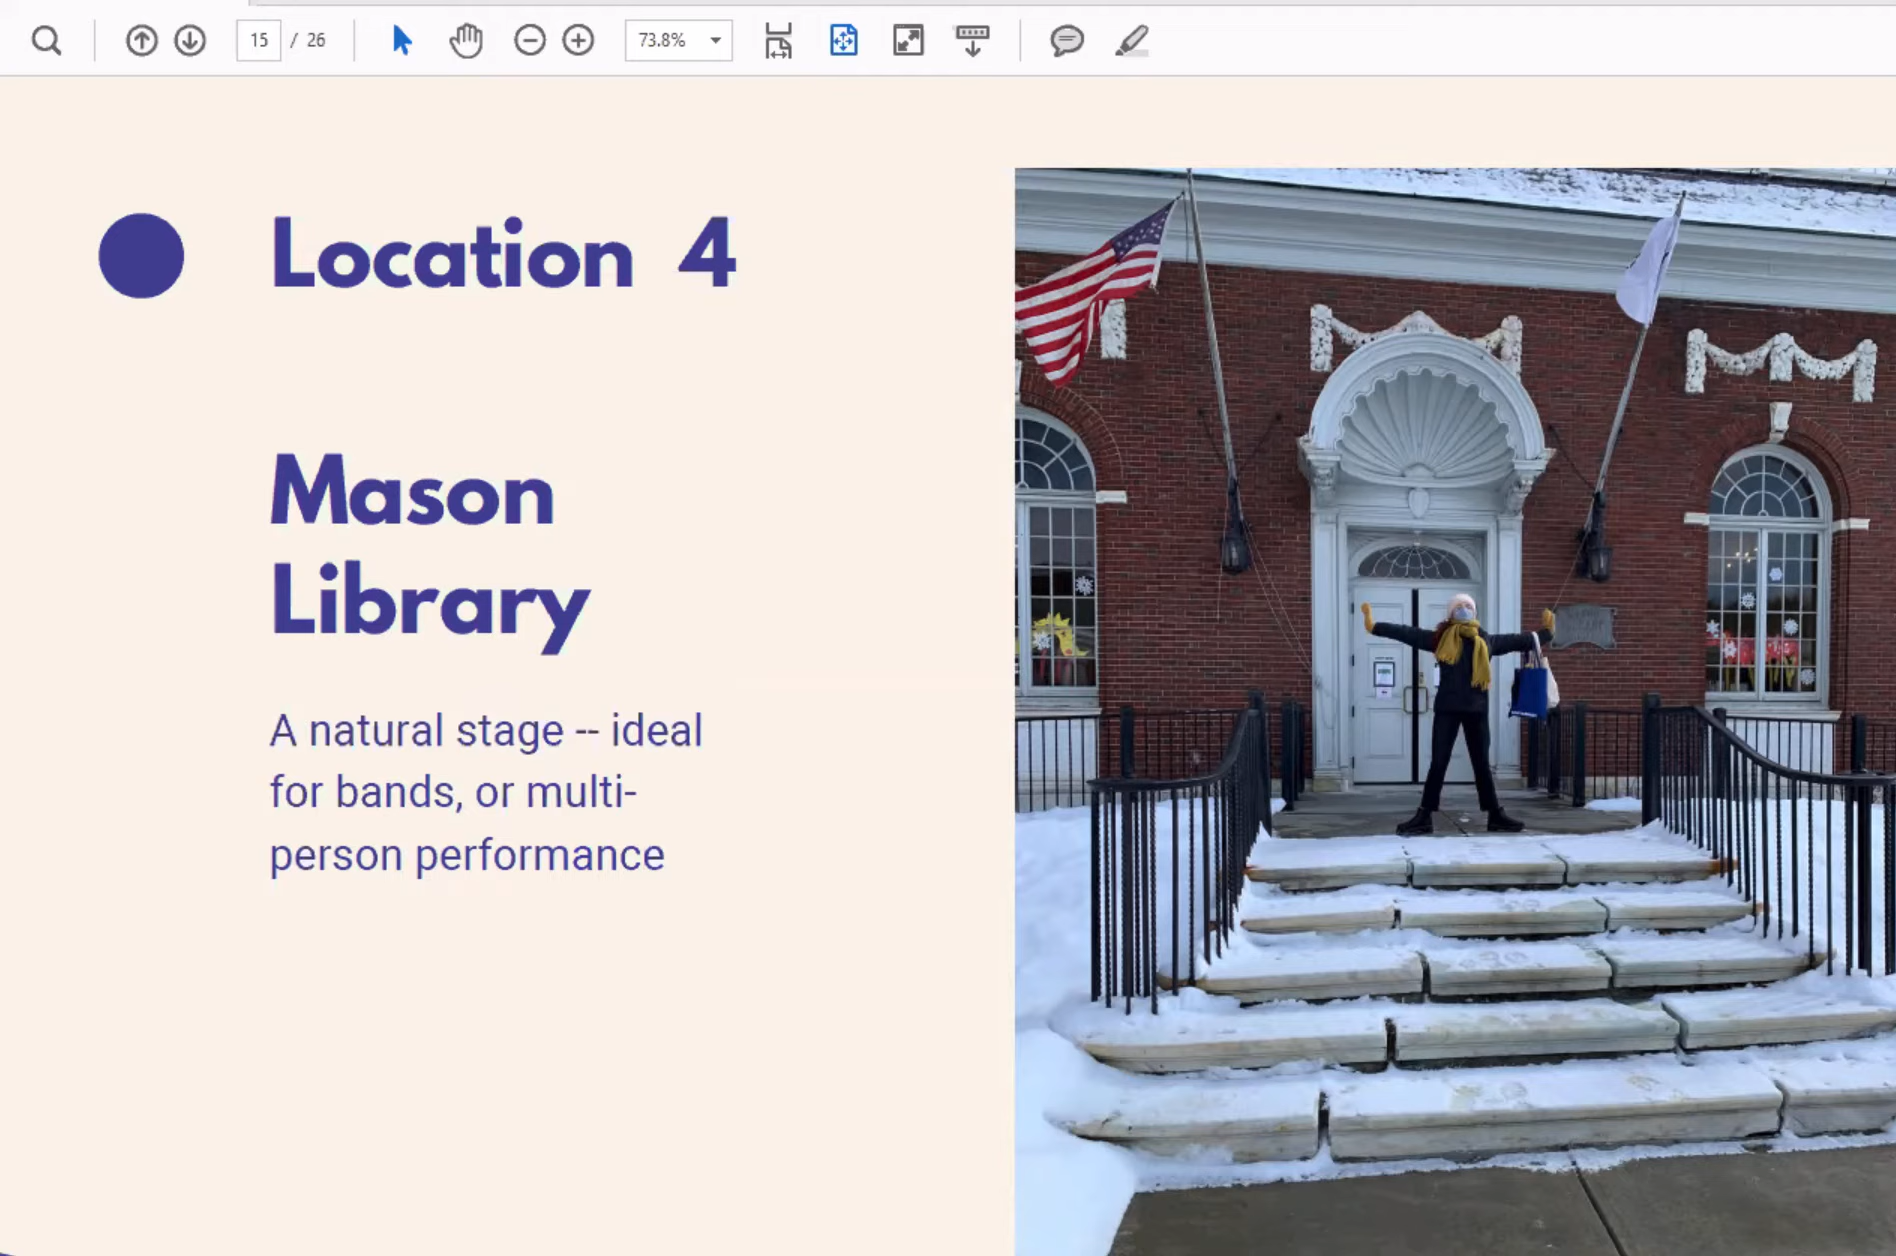 15 / 26
73.8%
Location 4
Mason
Library
A natural stage -- ideal
for bands, or multi-
person performance